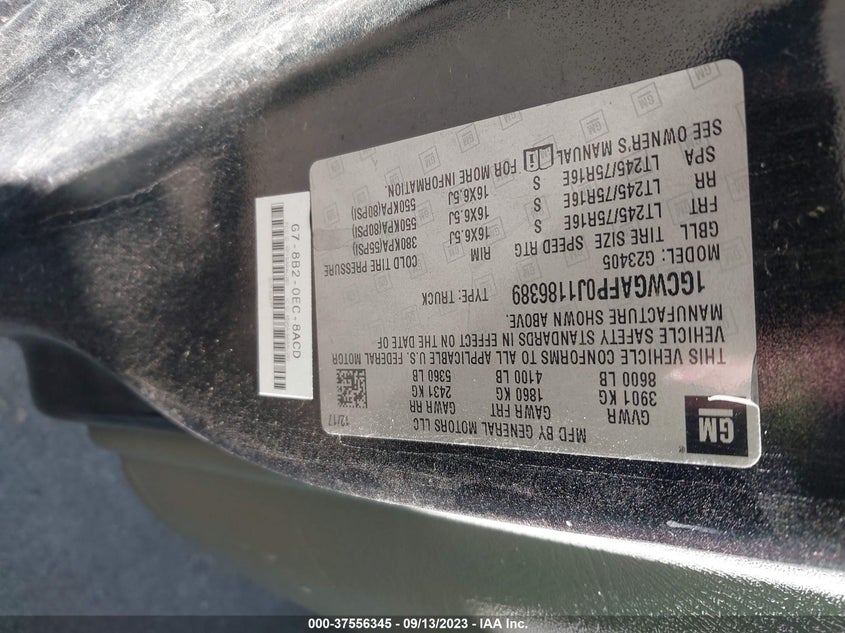 GM
MFD BY GENERAL MOTORS LLC
12/17
GVWR GAWR FRT GAWR RR
3901 KG 1860 KG 2431 KG
8600 LB 4100 LB 5360 LB
THIS VEHICLE CONFORMS TO ALL APPLICABLE U.S. FEDERAL MOTOR
VEHICLE SAFETY STANDARDS IN EFFECT ON THE DATE OF
MANUFACTURE SHOWN ABOVE.
1GCWGAFP0J1186389 TYPE: TRUCK
MODEL: G23405
GBLL TIRE SIZE SPEED RTG RIM COLD TIRE PRESSURE
FRT LT245/75R16E S 16X6.5J 380KPA(55PSI)
RR LT245/75R16E S 16X6.5J 550KPA(80PSI)
SPA LT245/75R16E S 16X6.5J 550KPA(80PSI)
SEE OWNER'S MANUAL FOR MORE INFORMATION.
G7-8B2-0EC-8ACD
000-37556345 - 09/13/2023 - IAA Inc.